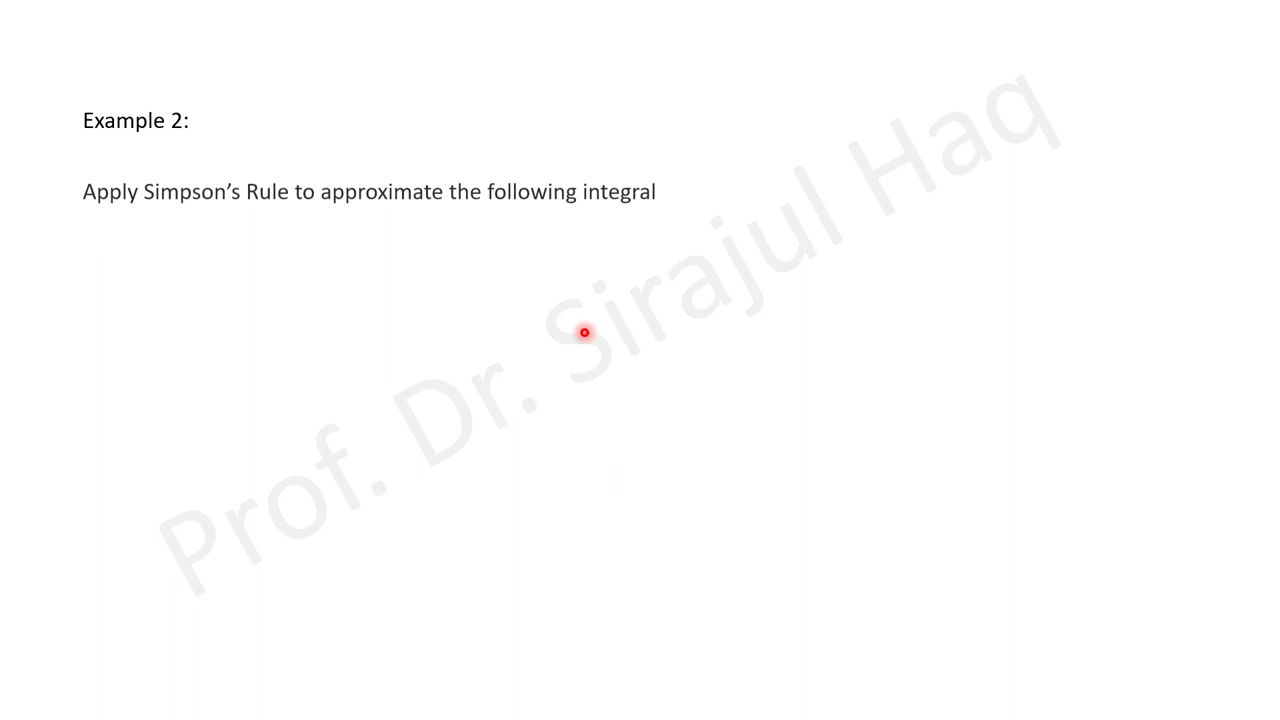 Example 2:
Apply Simpson’s Rule to approximate the following integral
Prof. Dr. Sirajul Haq